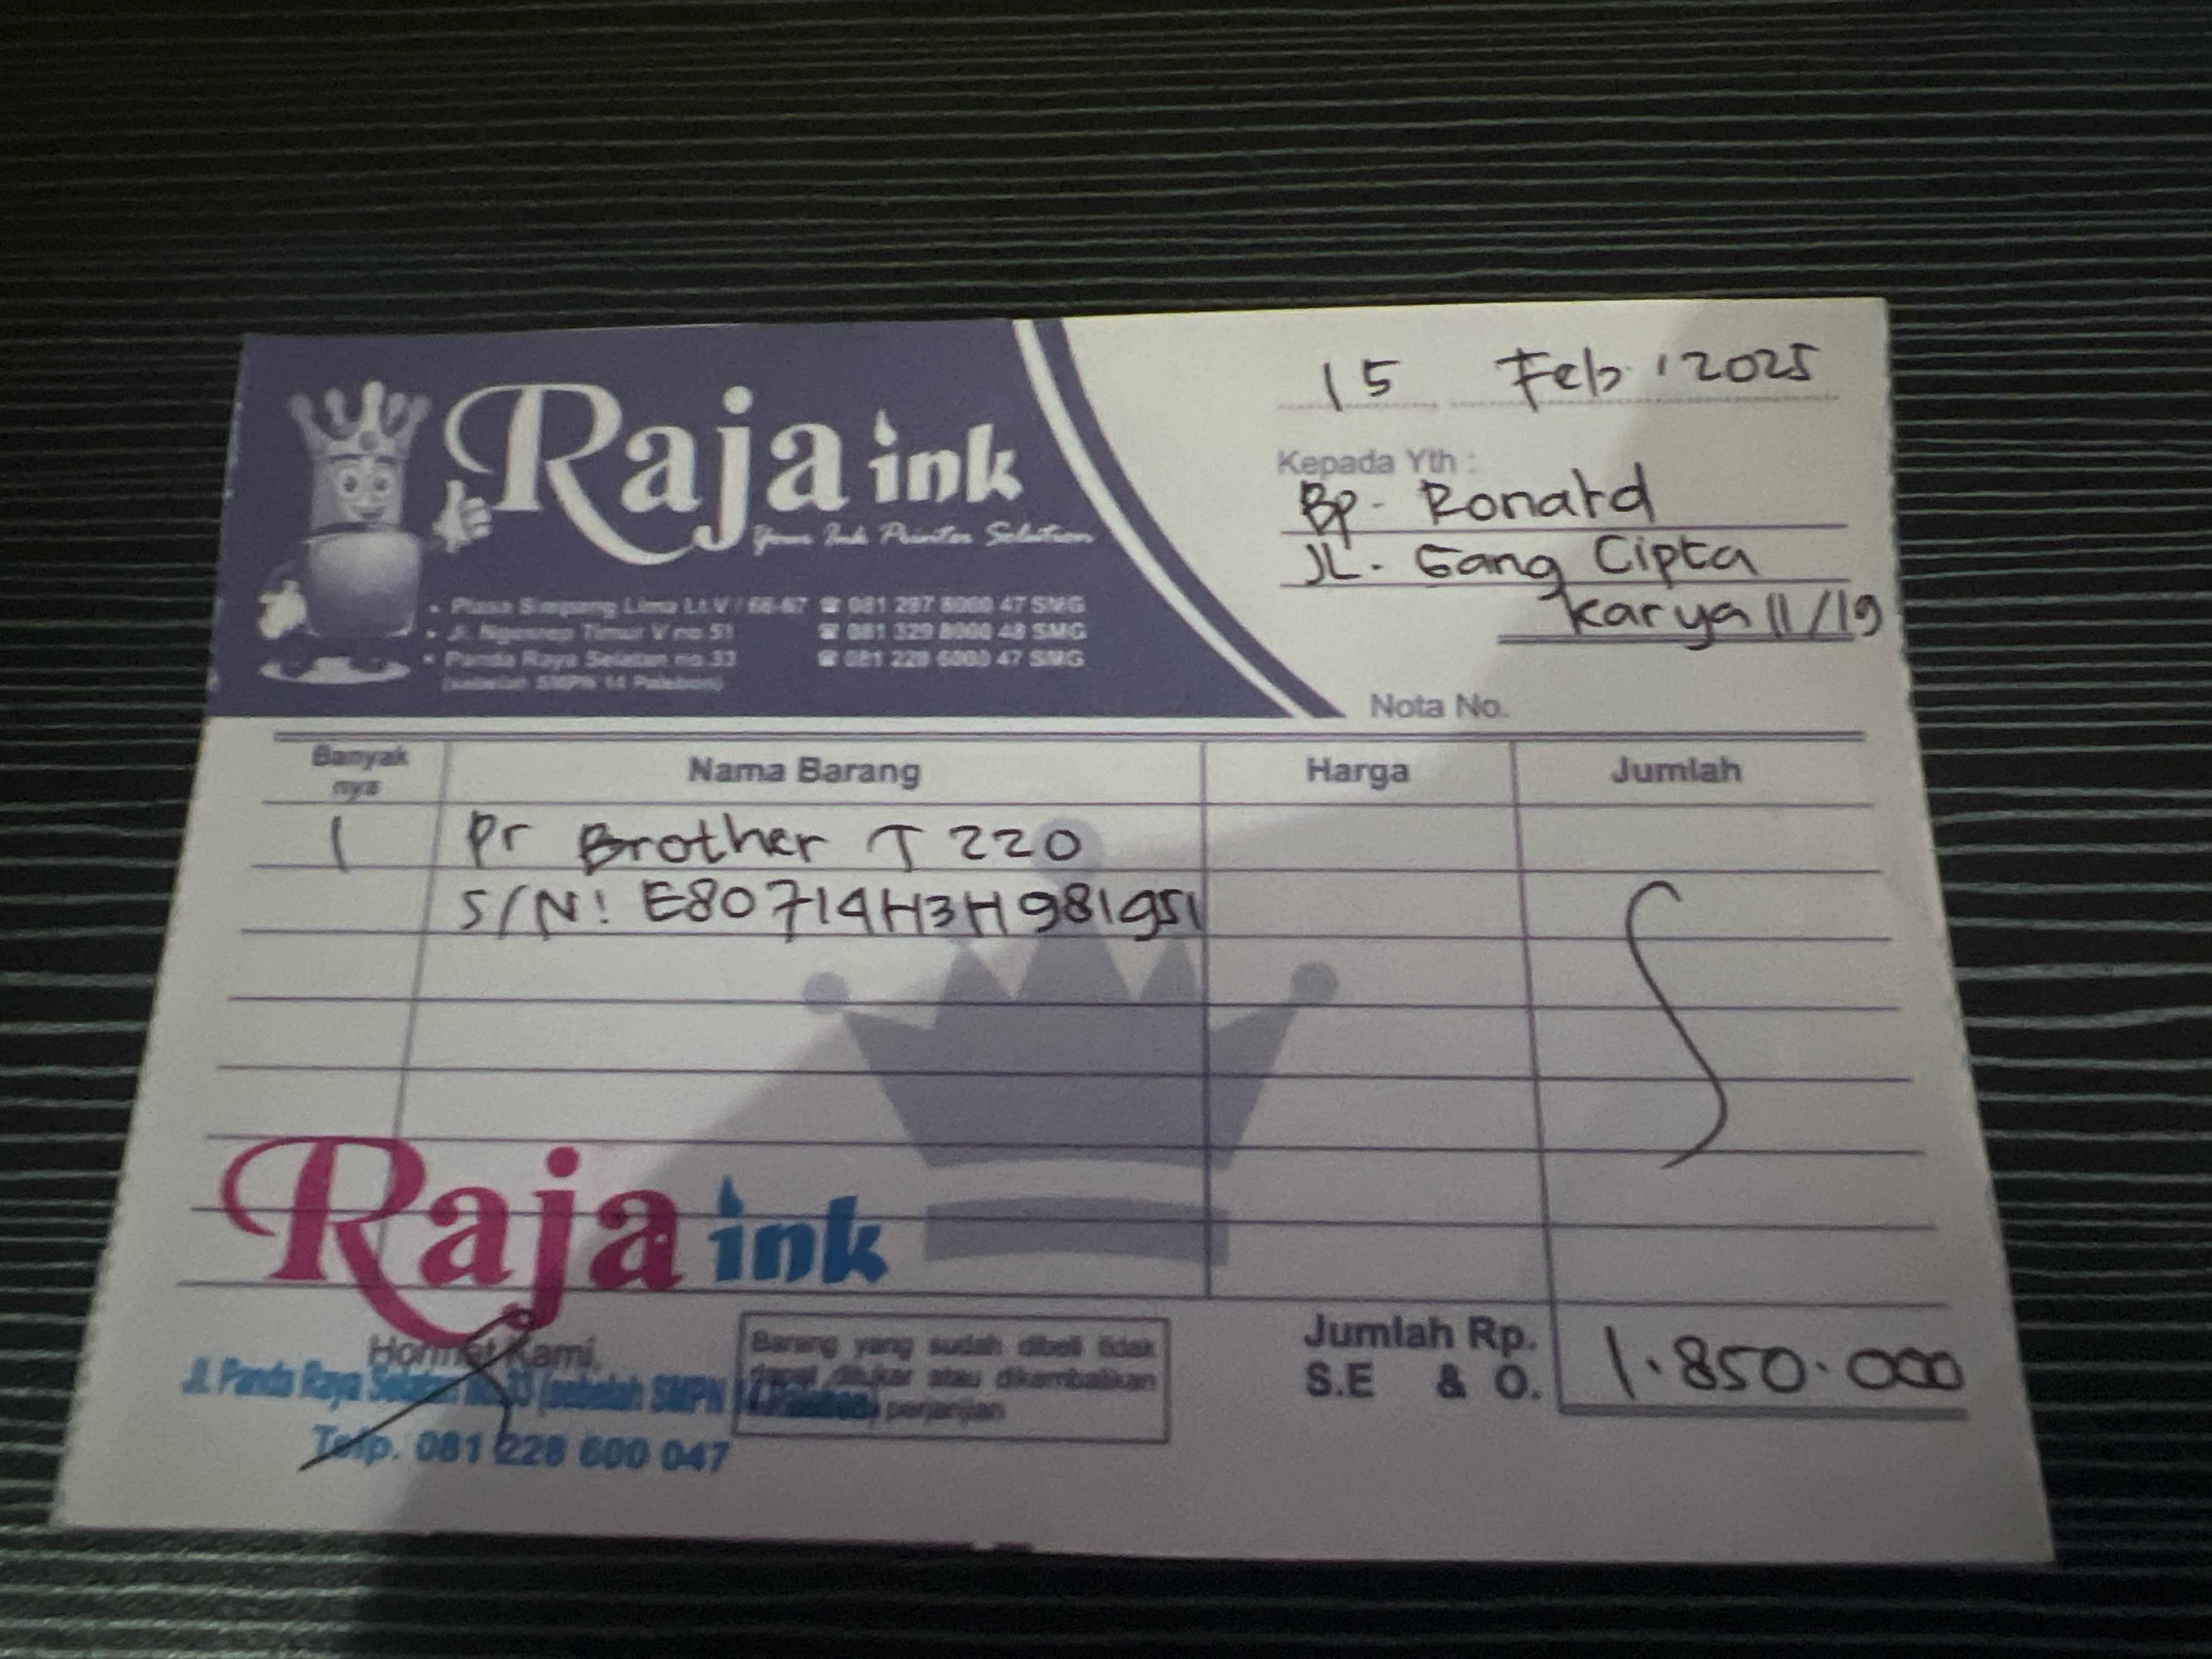 Raja ink
Your Ink Printer Solution
• Plasa Simpang Lima Lt.V / 66-67 ☎ 081 297 8000 47 SMG
• Jl. Ngesrep Timur V no.51 ☎ 081 329 8000 48 SMG
• Panda Raya Selatan no.33 ☎ 081 228 6000 47 SMG
(sebelah SMPN 14 Palebon)
15 Feb. 2025
Kepada Yth :
Bp. Ronald
JL. Gang Cipta
karya II/19
Nota No.
Banyak nya Nama Barang Harga Jumlah
1 Pr Brother T 220
S/N: E80714H3H981951
Raja ink
Hormat Kami,
Jl. Panda Raya Selatan no.33 (sebelah SMPN
Telp. 081 228 600 047
Barang yang sudah dibeli tidak
dapat ditukar atau dikembalikan
perjanjian
Jumlah Rp. 1.850.000
S.E & O.